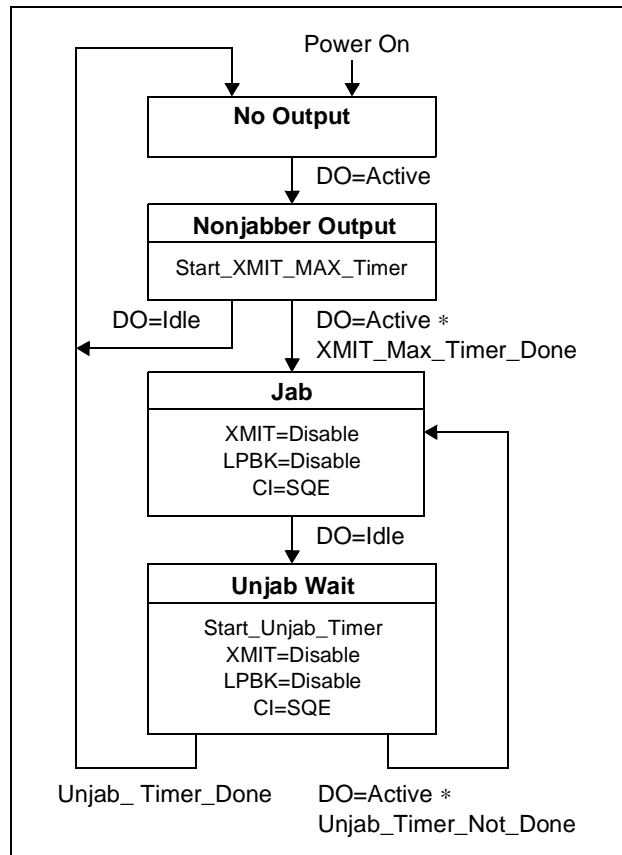 Power On
No Output
DO=Active
Nonjabber Output
Start_XMIT_MAX_Timer
DO=Idle
DO=Active *
XMIT_Max_Timer_Done
Jab
XMIT=Disable
LPBK=Disable
CI=SQE
DO=Idle
Unjab Wait
Start_Unjab_Timer
XMIT=Disable
LPBK=Disable
CI=SQE
Unjab_ Timer_Done
DO=Active *
Unjab_Timer_Not_Done